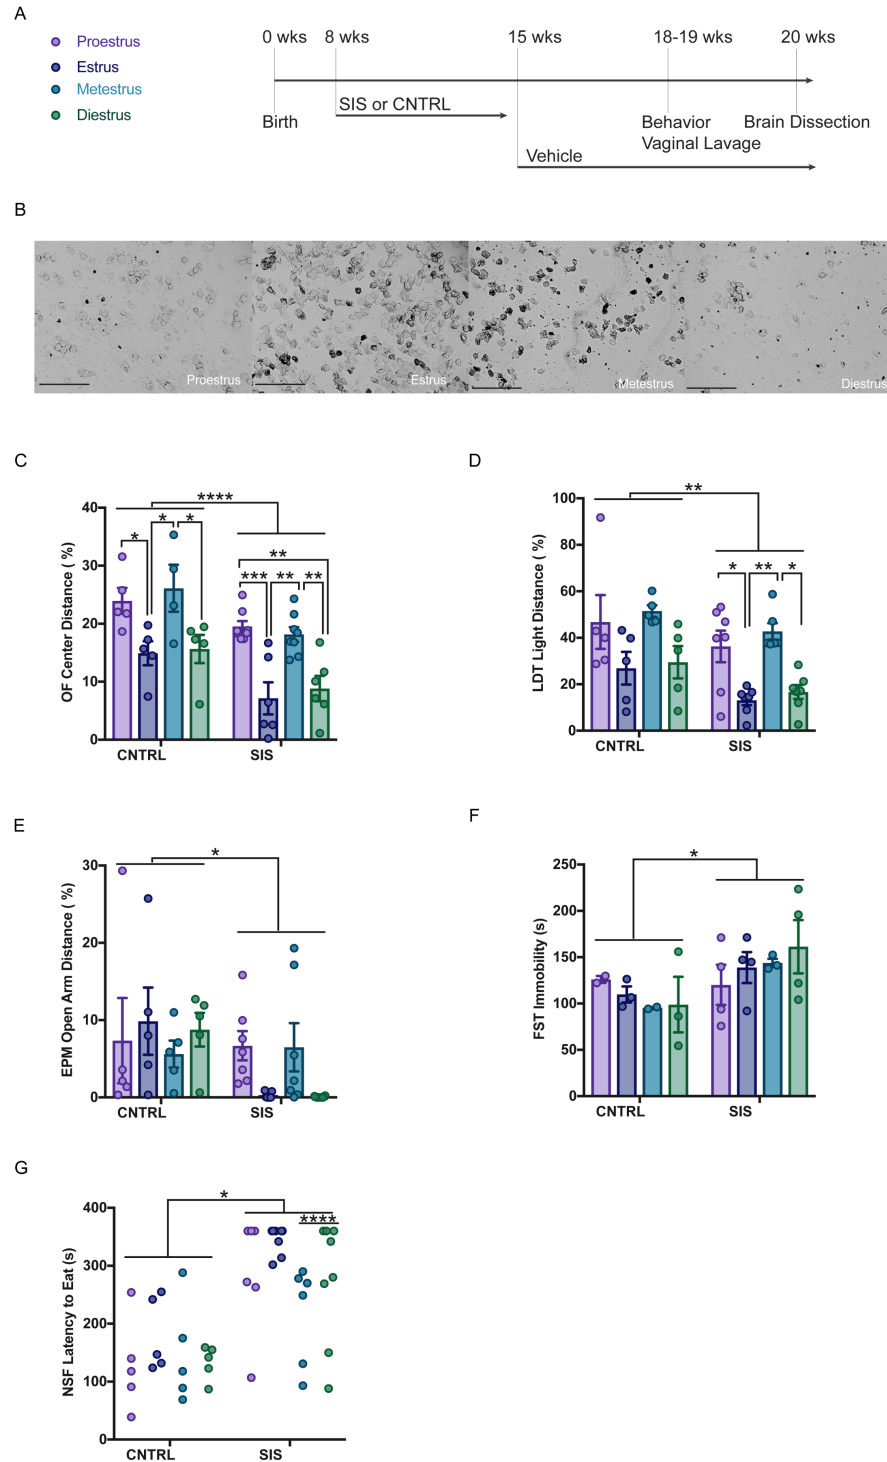 A
Proestrus
Estrus
Metestrus
Diestrus
0 wks 8 wks 15 wks 18-19 wks 20 wks
SIS or CNTRL
Birth
Behavior
Vaginal Lavage
Brain Dissection
Vehicle
B
Proestrus Estrus Metestrus Diestrus
C
OF Center Distance ( %)
40
30
20
10
0
****
* * *
**
*** ** **
CNTRL SIS
D
LDT Light Distance ( %)
100
80
60
40
20
0
**
* ** *
CNTRL SIS
E
EPM Open Arm Distance ( %)
30
20
10
0
*
CNTRL SIS
F
FST Immobility (s)
250
200
150
100
50
0
*
CNTRL SIS
G
NSF Latency to Eat (s)
400
300
200
100
0
*
****
CNTRL SIS